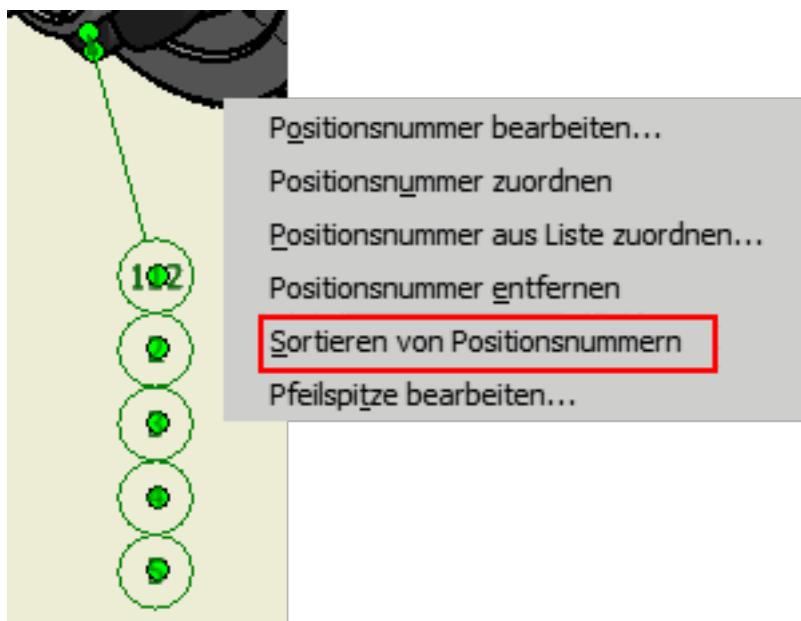 Positionsnummer bearbeiten...
Positionsnummer zuordnen
Positionsnummer aus Liste zuordnen...
Positionsnummer entfernen
Sortieren von Positionsnummern
Pfeilspitze bearbeiten...